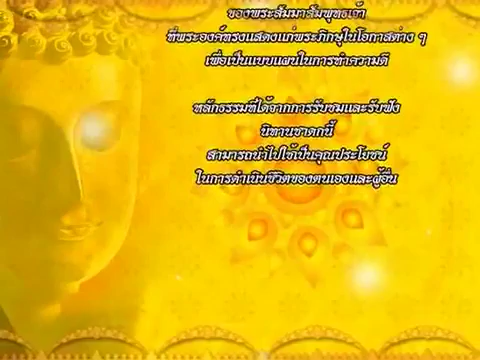 ของพระสัมมาสัมพุทธเจ้า
ที่พระองค์ทรงแสดงแก่พระภิกษุในโอกาสต่าง ๆ
เพื่อเป็นแบบแผนในการทำความดี
หลักธรรมที่ได้จากการรับชมและรับฟัง
นิทานชาดกนี้
สามารถนำไปใช้เป็นคุณประโยชน์
ในการดำเนินชีวิตของตนเองและผู้อื่น